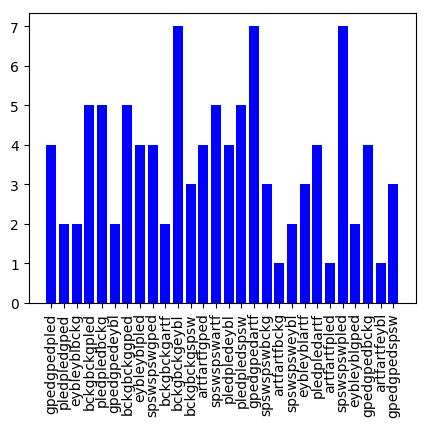 7
6
5
4
3
2
1
0
gpedgpedpled
pledpledgped
eybleyblbckg
bckgbckgpled
pledpledbckg
gpedgpedeybl
bckgbckggped
eybleyblpled
spswspswgped
bckgbckgartf
bckgbckgeybl
bckgbckgspsw
artfartfgped
spswspswartf
pledpledeybl
pledpledspsw
gpedgpedartf
spswspswbckg
artfartfbckg
spswspsweybl
eybleyblartf
pledpledartf
artfartfpled
spswspswpled
eybleyblgped
gpedgpedbckg
artfartfeybl
gpedgpedspsw